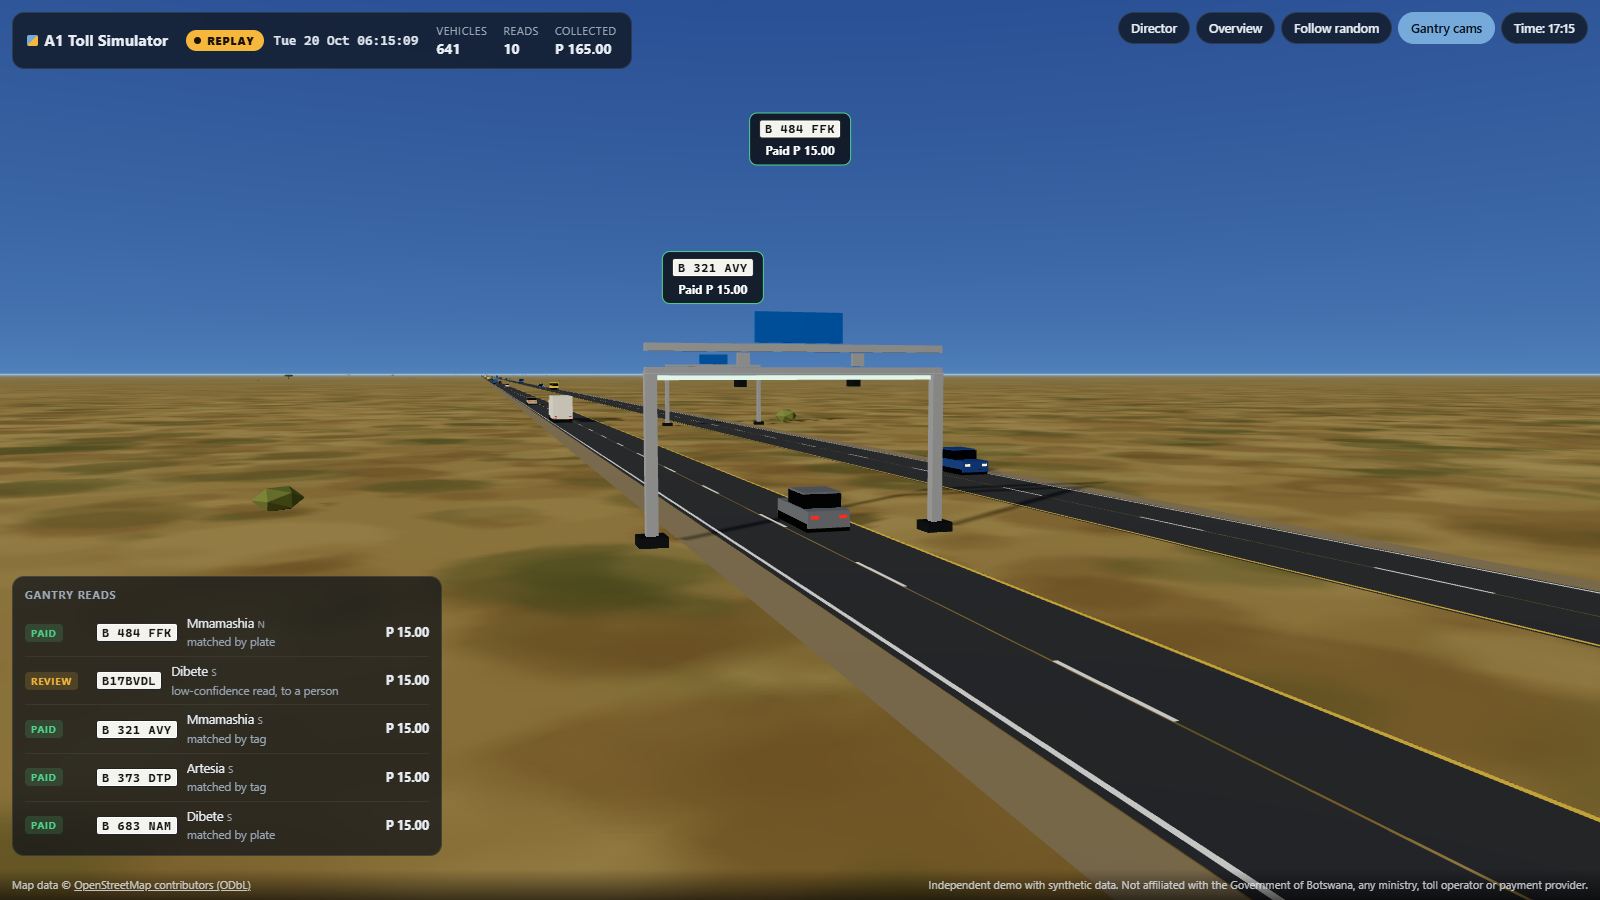 A1 Toll Simulator
REPLAY
Tue 20 Oct 06:15:09
VEHICLES
641
READS
10
COLLECTED
P 165.00
Director
Overview
Follow random
Gantry cams
Time: 17:15
B 484 FFK
Paid P 15.00
B 321 AVY
Paid P 15.00
GANTRY READS
PAID
B 484 FFK
Mmamashia N
matched by plate
P 15.00
REVIEW
B17BVDL
Dibete S
low-confidence read, to a person
P 15.00
PAID
B 321 AVY
Mmamashia S
matched by tag
P 15.00
PAID
B 373 DTP
Artesia S
matched by tag
P 15.00
PAID
B 683 NAM
Dibete S
matched by plate
P 15.00
Map data © OpenStreetMap contributors (ODbL)
Independent demo with synthetic data. Not affiliated with the Government of Botswana, any ministry, toll operator or payment provider.